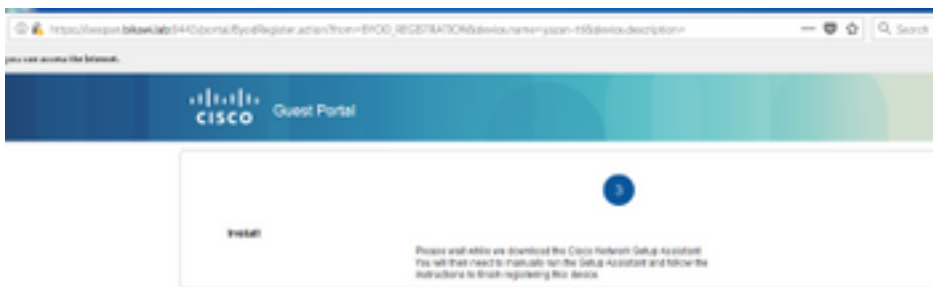 https://isepan.bikawi.lab:8443/portal/ByodRegister.action?from=BYOD_REGISTRATION&device.name=yazan-tt6&device.description=
Search
you can access the Internet.
CISCO Guest Portal
3
Install
Please wait while we download the Cisco Network Setup Assistant.
You will then need to manually run the Setup Assistant and follow the
instructions to finish registering this device.